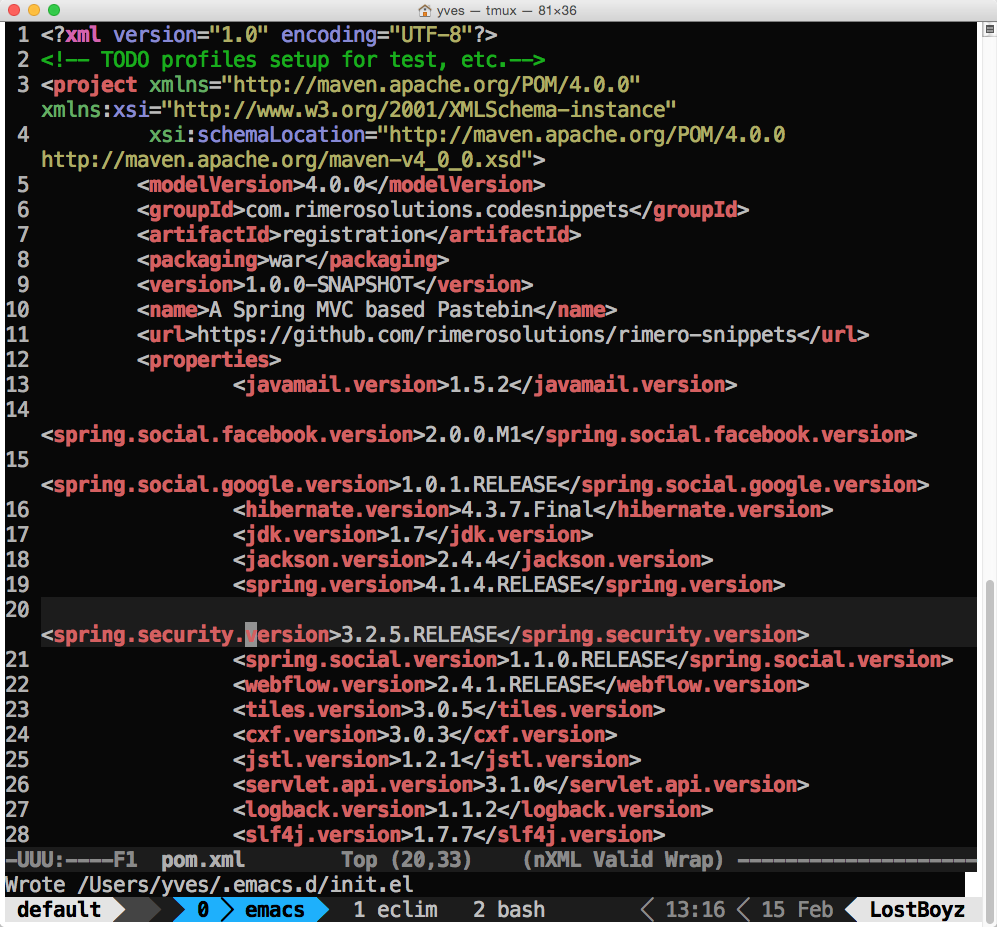 yves — tmux — 81×36
1 <?xml version="1.0" encoding="UTF-8"?>
2 <!-- TODO profiles setup for test, etc.-->
3 <project xmlns="http://maven.apache.org/POM/4.0.0"
xmlns:xsi="http://www.w3.org/2001/XMLSchema-instance"
4 xsi:schemaLocation="http://maven.apache.org/POM/4.0.0
http://maven.apache.org/maven-v4_0_0.xsd">
5 <modelVersion>4.0.0</modelVersion>
6 <groupId>com.rimerosolutions.codesnippets</groupId>
7 <artifactId>registration</artifactId>
8 <packaging>war</packaging>
9 <version>1.0.0-SNAPSHOT</version>
10 <name>A Spring MVC based Pastebin</name>
11 <url>https://github.com/rimerosolutions/rimero-snippets</url>
12 <properties>
13 <javamail.version>1.5.2</javamail.version>
14
<spring.social.facebook.version>2.0.0.M1</spring.social.facebook.version>
15
<spring.social.google.version>1.0.1.RELEASE</spring.social.google.version>
16 <hibernate.version>4.3.7.Final</hibernate.version>
17 <jdk.version>1.7</jdk.version>
18 <jackson.version>2.4.4</jackson.version>
19 <spring.version>4.1.4.RELEASE</spring.version>
20
<spring.security.version>3.2.5.RELEASE</spring.security.version>
21 <spring.social.version>1.1.0.RELEASE</spring.social.version>
22 <webflow.version>2.4.1.RELEASE</webflow.version>
23 <tiles.version>3.0.5</tiles.version>
24 <cxf.version>3.0.3</cxf.version>
25 <jstl.version>1.2.1</jstl.version>
26 <servlet.api.version>3.1.0</servlet.api.version>
27 <logback.version>1.1.2</logback.version>
28 <slf4j.version>1.7.7</slf4j.version>
-UUU:----F1 pom.xml Top (20,33) (nXML Valid Wrap) --------------------
Wrote /Users/yves/.emacs.d/init.el
default 0 emacs 1 eclim 2 bash 13:16 15 Feb LostBoyz